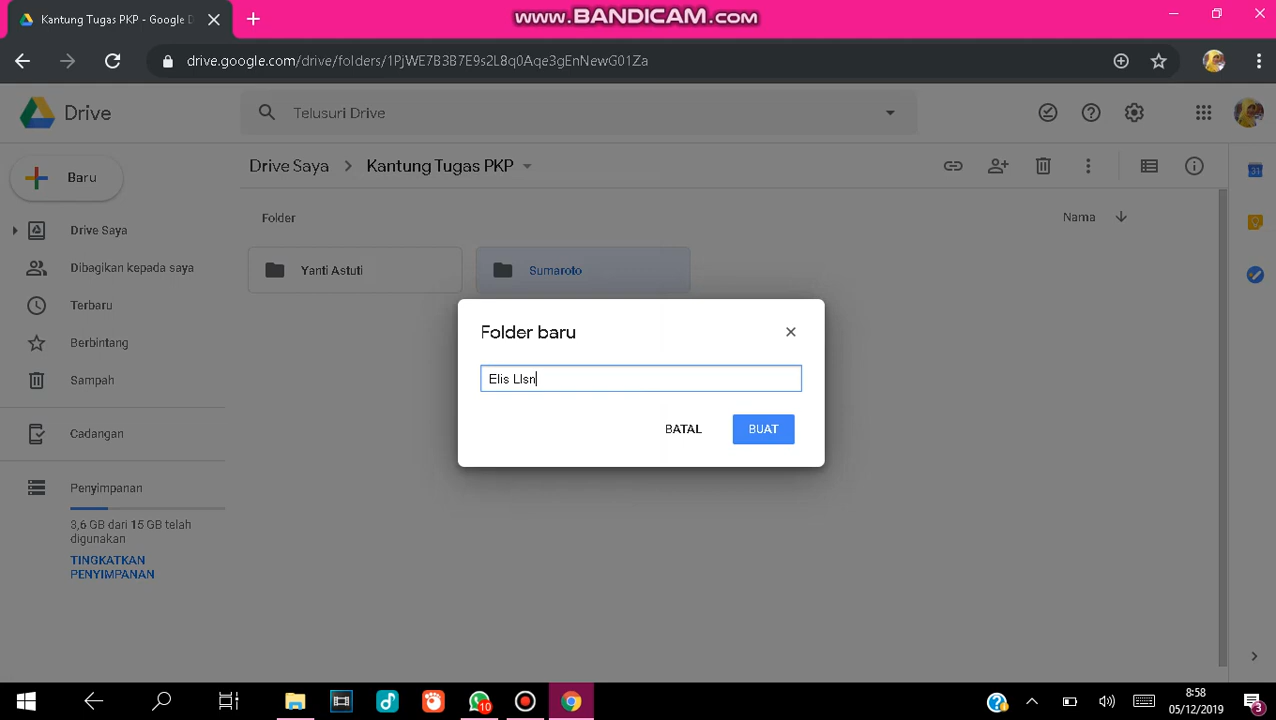 Kantung Tugas PKP - Google D
www.BANDICAM.com
drive.google.com/drive/folders/1PjWE7B3B7E9s2L8q0Aqe3gEnNewG01Za
Drive
Telusuri Drive
Baru
Drive Saya
Kantung Tugas PKP
Folder
Nama
Drive Saya
Yanti Astuti
Sumaroto
Dibagikan kepada saya
Terbaru
Berbintang
Sampah
Folder baru
Elis LIsn
BATAL
BUAT
Cadangan
Penyimpanan
3,6 GB dari 15 GB telah
digunakan
TINGKATKAN
PENYIMPANAN
31
10
8:58
05/12/2019
3